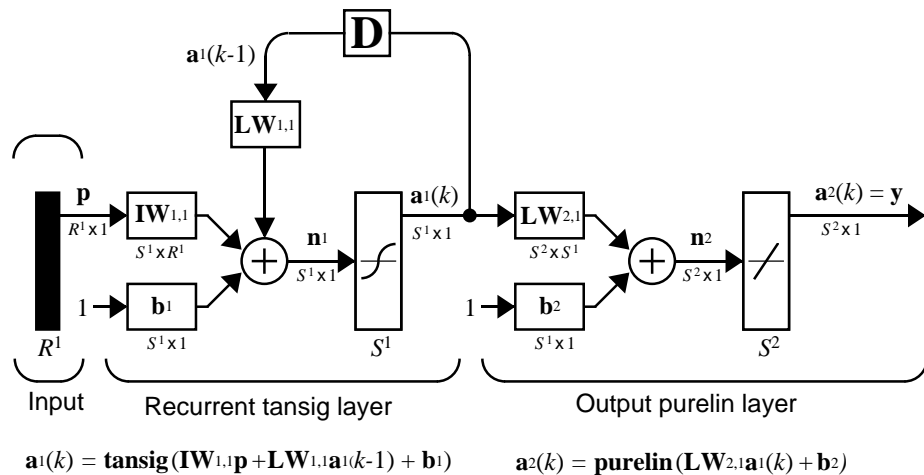 D
a¹(k-1)
LW1,1
p
a¹(k)
a²(k) = y
IW1,1
LW2,1
R¹ x 1
S¹ x R¹
n¹
S¹ x 1
S¹ x 1
S² x S¹
n²
S² x 1
S² x 1
1
b¹
1
b²
S¹ x 1
S¹ x 1
R¹
S¹
S²
Input
Recurrent tansig layer
Output purelin layer
a1(k) = tansig (IW1,1p +LW1,1a1(k-1) + b1)
a2(k) = purelin (LW2,1a1(k) + b2)